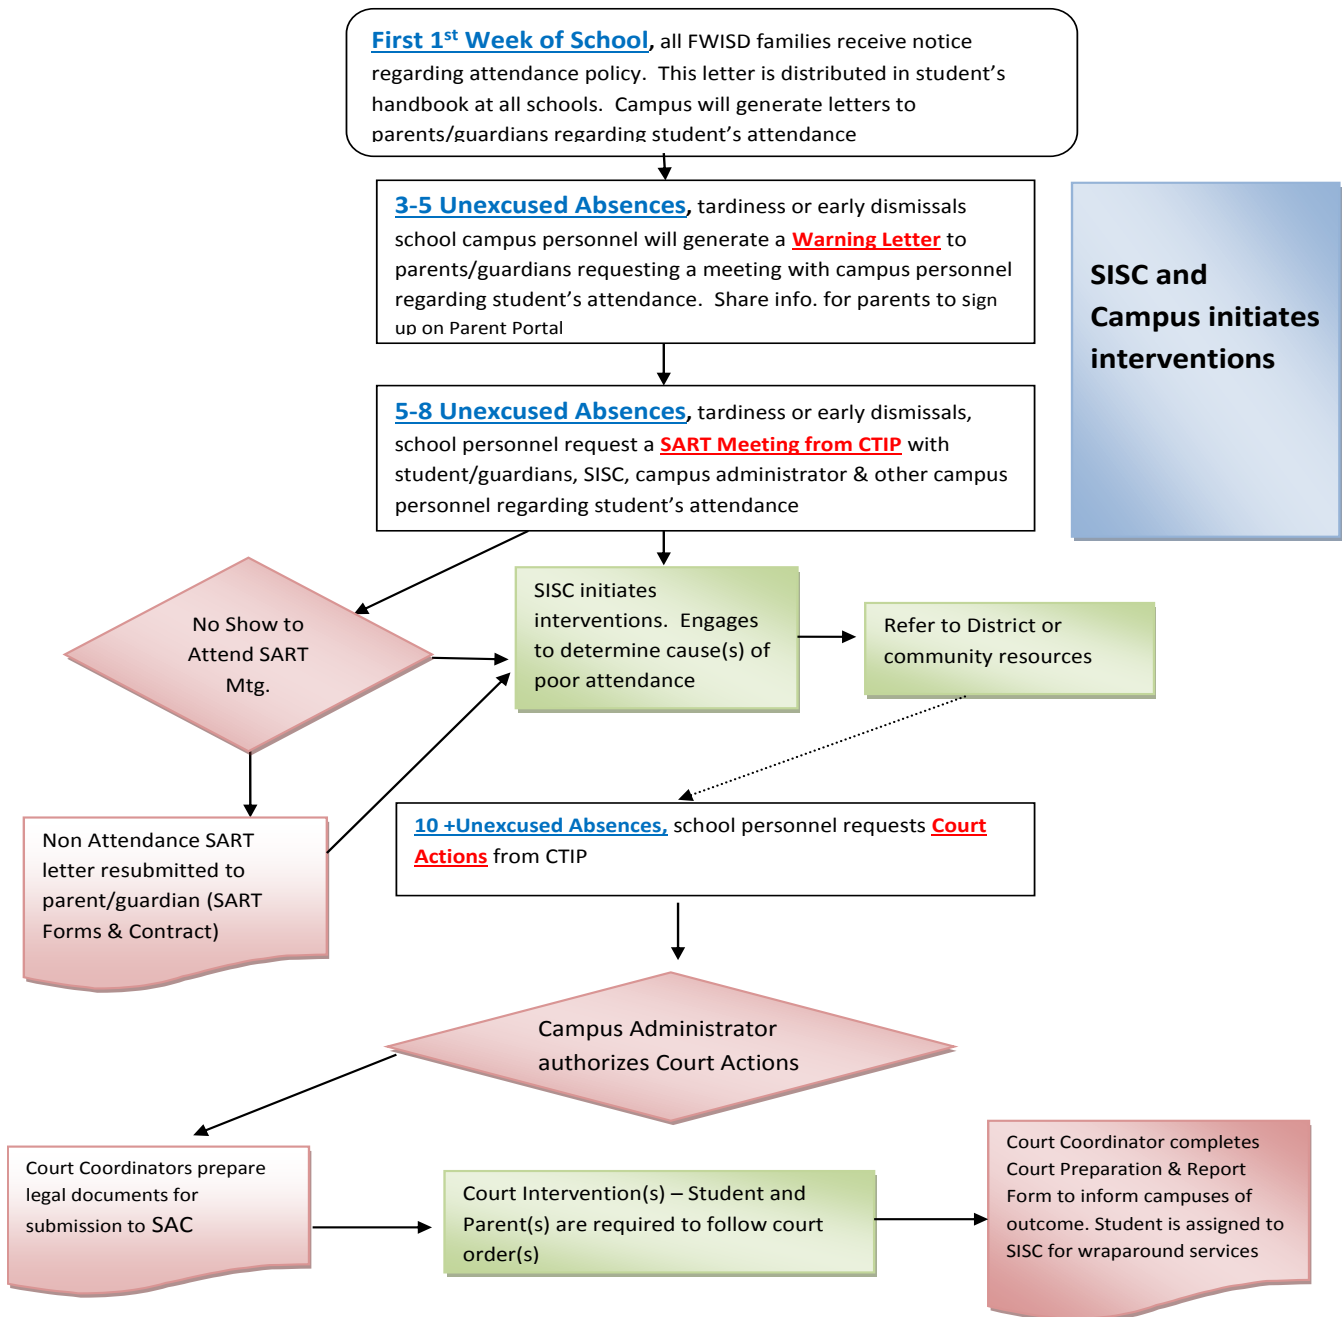 First 1st Week of School, all FWISD families receive notice
regarding attendance policy.  This letter is distributed in student’s
handbook at all schools.  Campus will generate letters to
parents/guardians regarding student’s attendance
3-5 Unexcused Absences, tardiness or early dismissals
school campus personnel will generate a Warning Letter to
parents/guardians requesting a meeting with campus personnel
regarding student’s attendance.  Share info. for parents to sign
up on Parent Portal
SISC and
Campus initiates
interventions
5-8 Unexcused Absences, tardiness or early dismissals,
school personnel request a SART Meeting from CTIP with
student/guardians, SISC, campus administrator & other campus
personnel regarding student’s attendance
No Show to
Attend SART
Mtg.
SISC initiates
interventions.  Engages
to determine cause(s) of
poor attendance
Refer to District or
community resources
Non Attendance SART
letter resubmitted to
parent/guardian (SART
Forms & Contract)
10 +Unexcused Absences, school personnel requests Court
Actions from CTIP
Campus Administrator
authorizes Court Actions
Court Coordinators prepare
legal documents for
submission to SAC
Court Intervention(s) – Student and
Parent(s) are required to follow court
order(s)
Court Coordinator completes
Court Preparation & Report
Form to inform campuses of
outcome. Student is assigned to
SISC for wraparound services